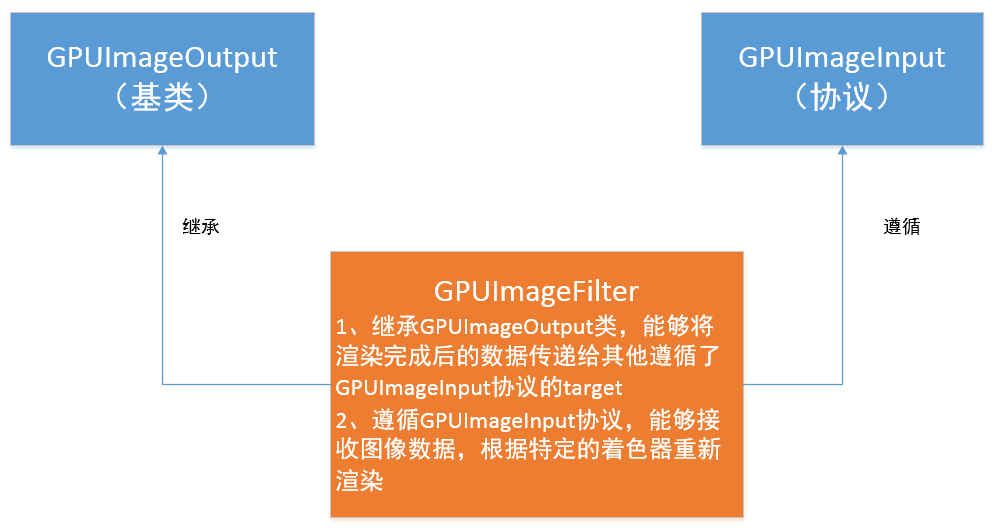 GPUImageOutput
（基类）
GPUImageInput
（协议）
继承
遵循
GPUImageFilter
1、继承GPUImageOutput类，能够将
渲染完成后的数据传递给其他遵循了
GPUImageInput协议的target
2、遵循GPUImageInput协议，能够接
收图像数据，根据特定的着色器重新
渲染